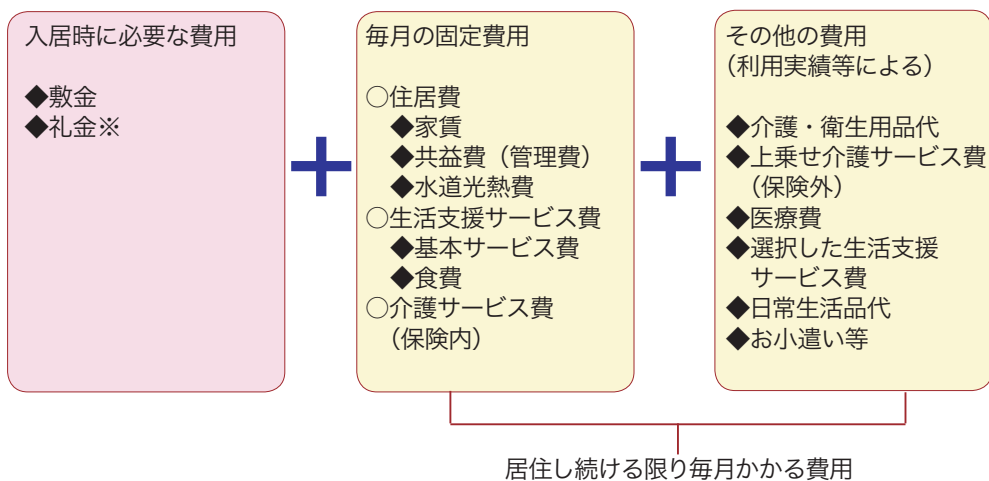 入居時に必要な費用
◆敷金
◆礼金※
毎月の固定費用
○住居費
◆家賃
◆共益費（管理費）
◆水道光熱費
○生活支援サービス費
◆基本サービス費
◆食費
○介護サービス費
（保険内）
その他の費用
（利用実績等による）
◆介護・衛生用品代
◆上乗せ介護サービス費
（保険外）
◆医療費
◆選択した生活支援
サービス費
◆日常生活品代
◆お小遣い等
居住し続ける限り毎月かかる費用